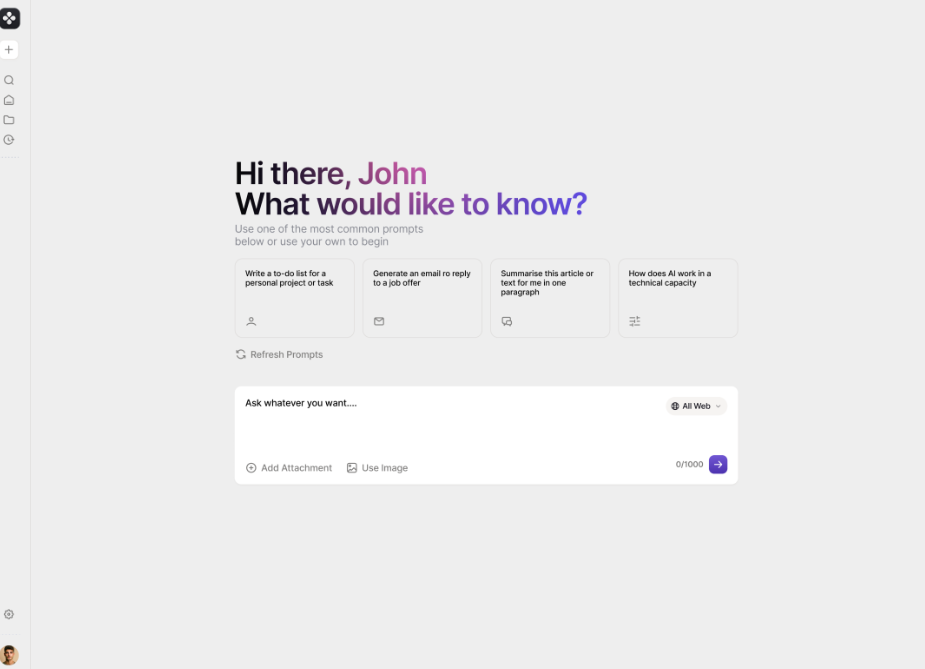 Hi there, John
What would like to know?
Use one of the most common prompts
below or use your own to begin
Write a to-do list for a
personal project or task
Generate an email ro reply
to a job offer
Summarise this article or
text for me in one
paragraph
How does AI work in a
technical capacity
Refresh Prompts
Ask whatever you want....
All Web
Add Attachment
Use Image
0/1000